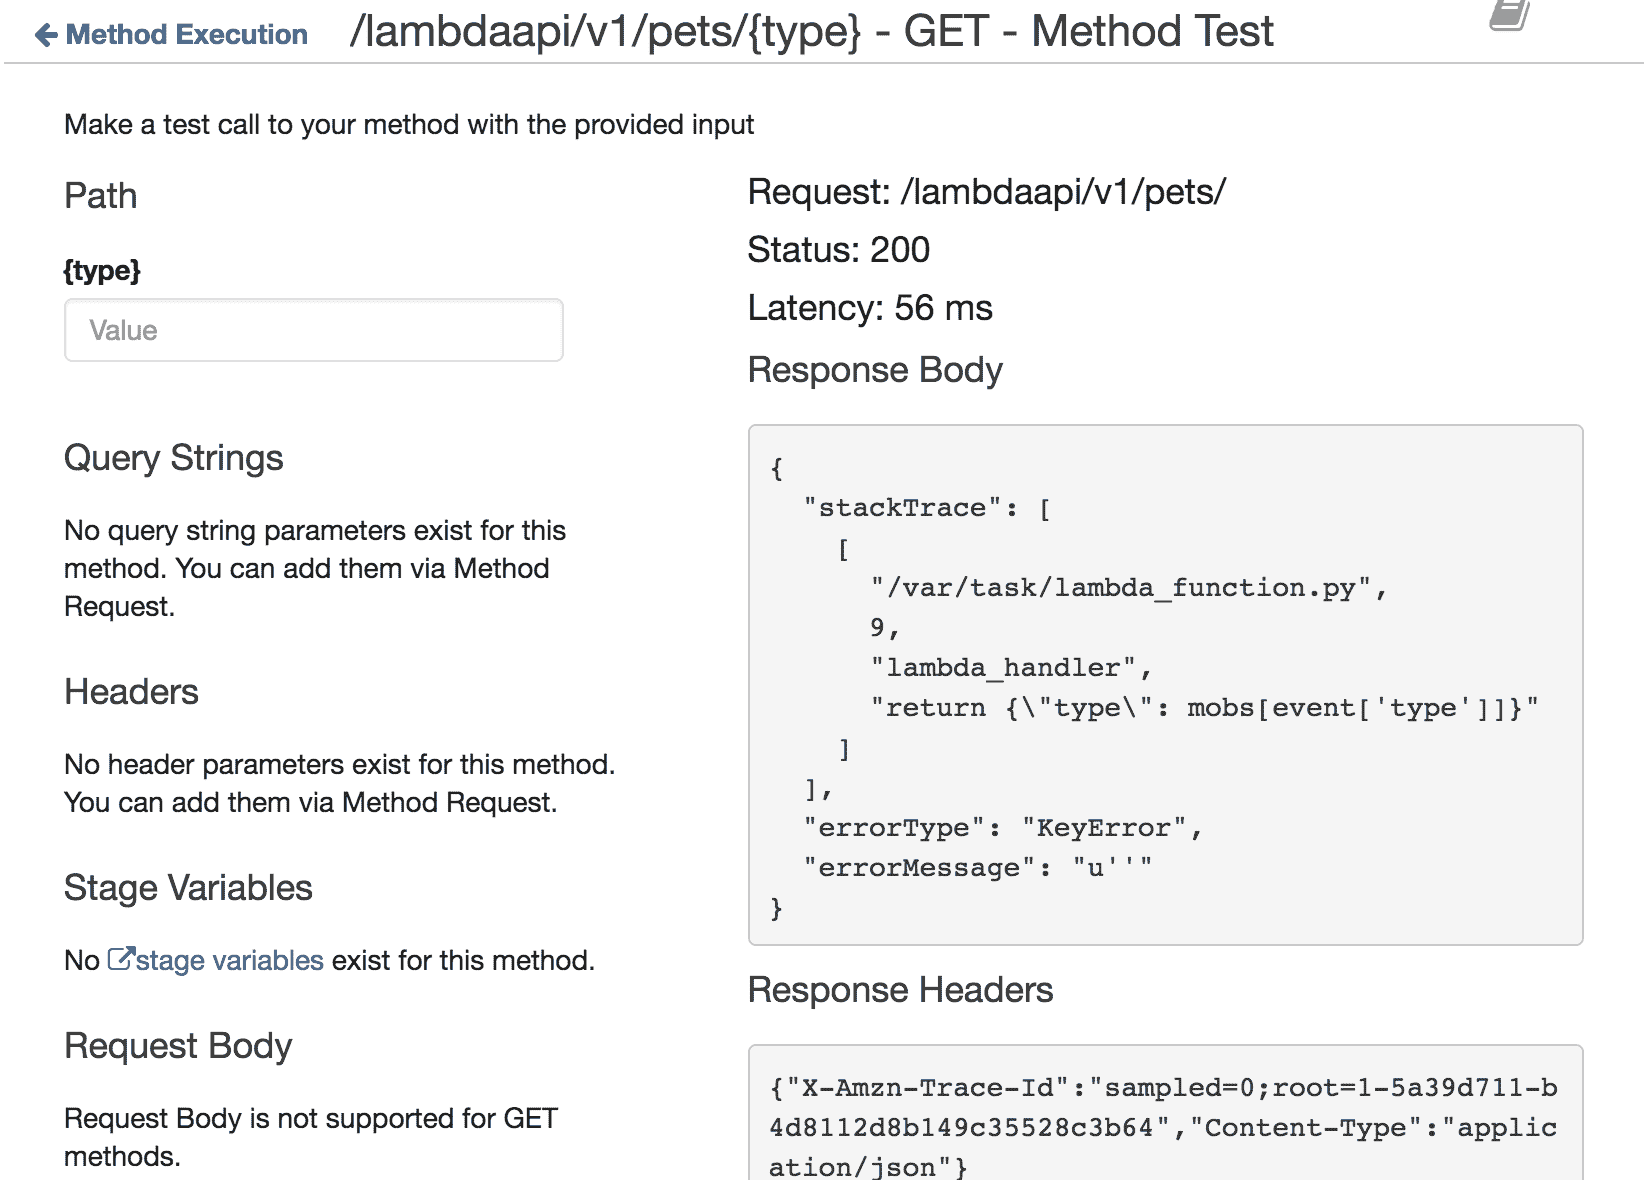 Method Execution /lambdaapi/v1/pets/{type} - GET - Method Test
Make a test call to your method with the provided input
Path
{type}
Value
Query Strings
No query string parameters exist for this
method. You can add them via Method
Request.
Headers
No header parameters exist for this method.
You can add them via Method Request.
Stage Variables
No stage variables exist for this method.
Request Body
Request Body is not supported for GET
methods.
Request: /lambdaapi/v1/pets/
Status: 200
Latency: 56 ms
Response Body
{
  "stackTrace": [
    [
      "/var/task/lambda_function.py",
      9,
      "lambda_handler",
      "return {\"type\": mobs[event['type']]}"
    ]
  ],
  "errorType": "KeyError",
  "errorMessage": "u''"
}
Response Headers
{"X-Amzn-Trace-Id":"sampled=0;root=1-5a39d711-b
4d8112d8b149c35528c3b64","Content-Type":"applic
ation/json"}